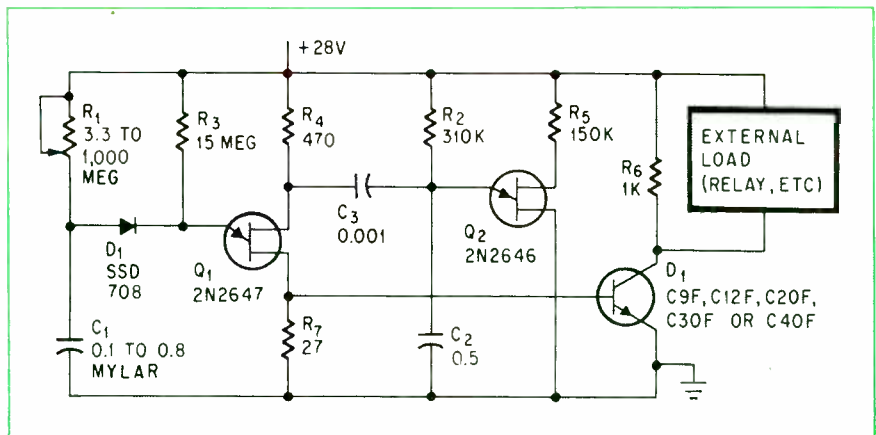 +28V
R1
3.3 TO
1,000
MEG
R3
15 MEG
R4
470
R2
310K
R5
150K
EXTERNAL
LOAD
(RELAY, ETC)
R6
1K
C3
0.001
D1
SSD
708
Q1
2N2647
Q2
2N2646
D1
C9F, C12F, C20F,
C30F OR C40F
C1
0.1 TO 0.8
MYLAR
R7
27
C2
0.5